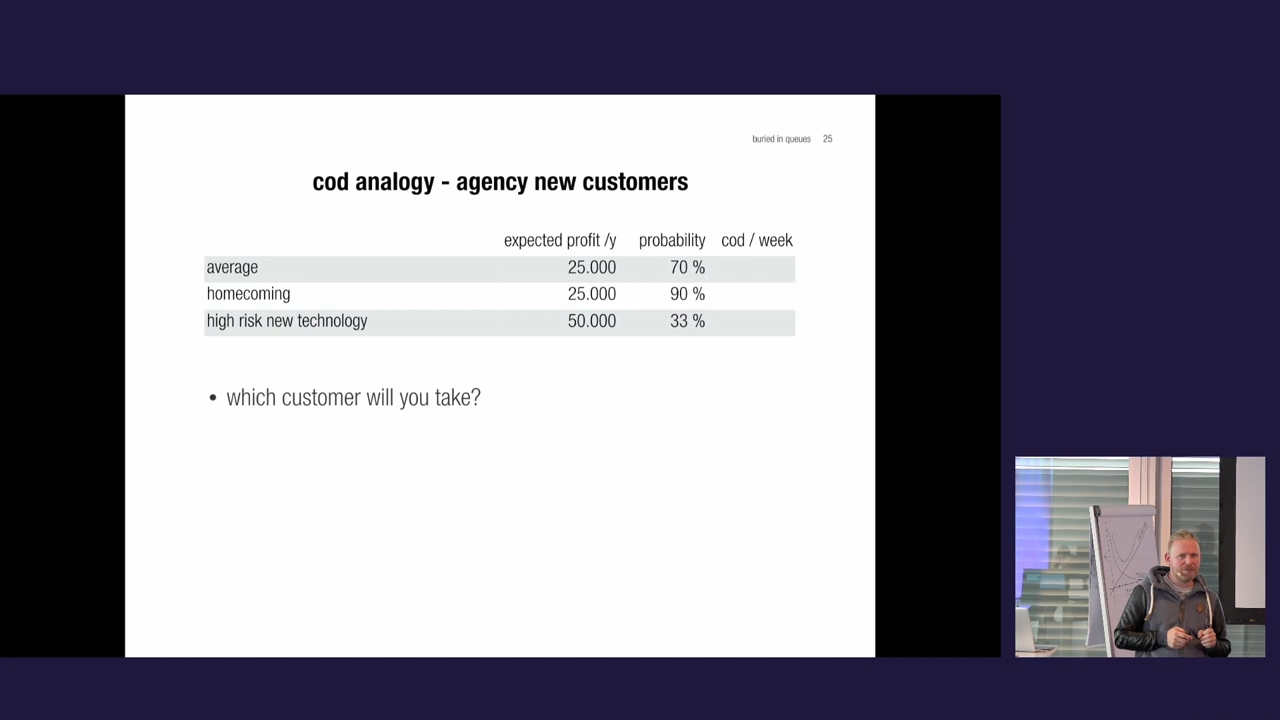 buried in queues 25
cod analogy - agency new customers
expected profit /y probability cod / week
average 25.000 70 %
homecoming 25.000 90 %
high risk new technology 50.000 33 %
• which customer will you take?